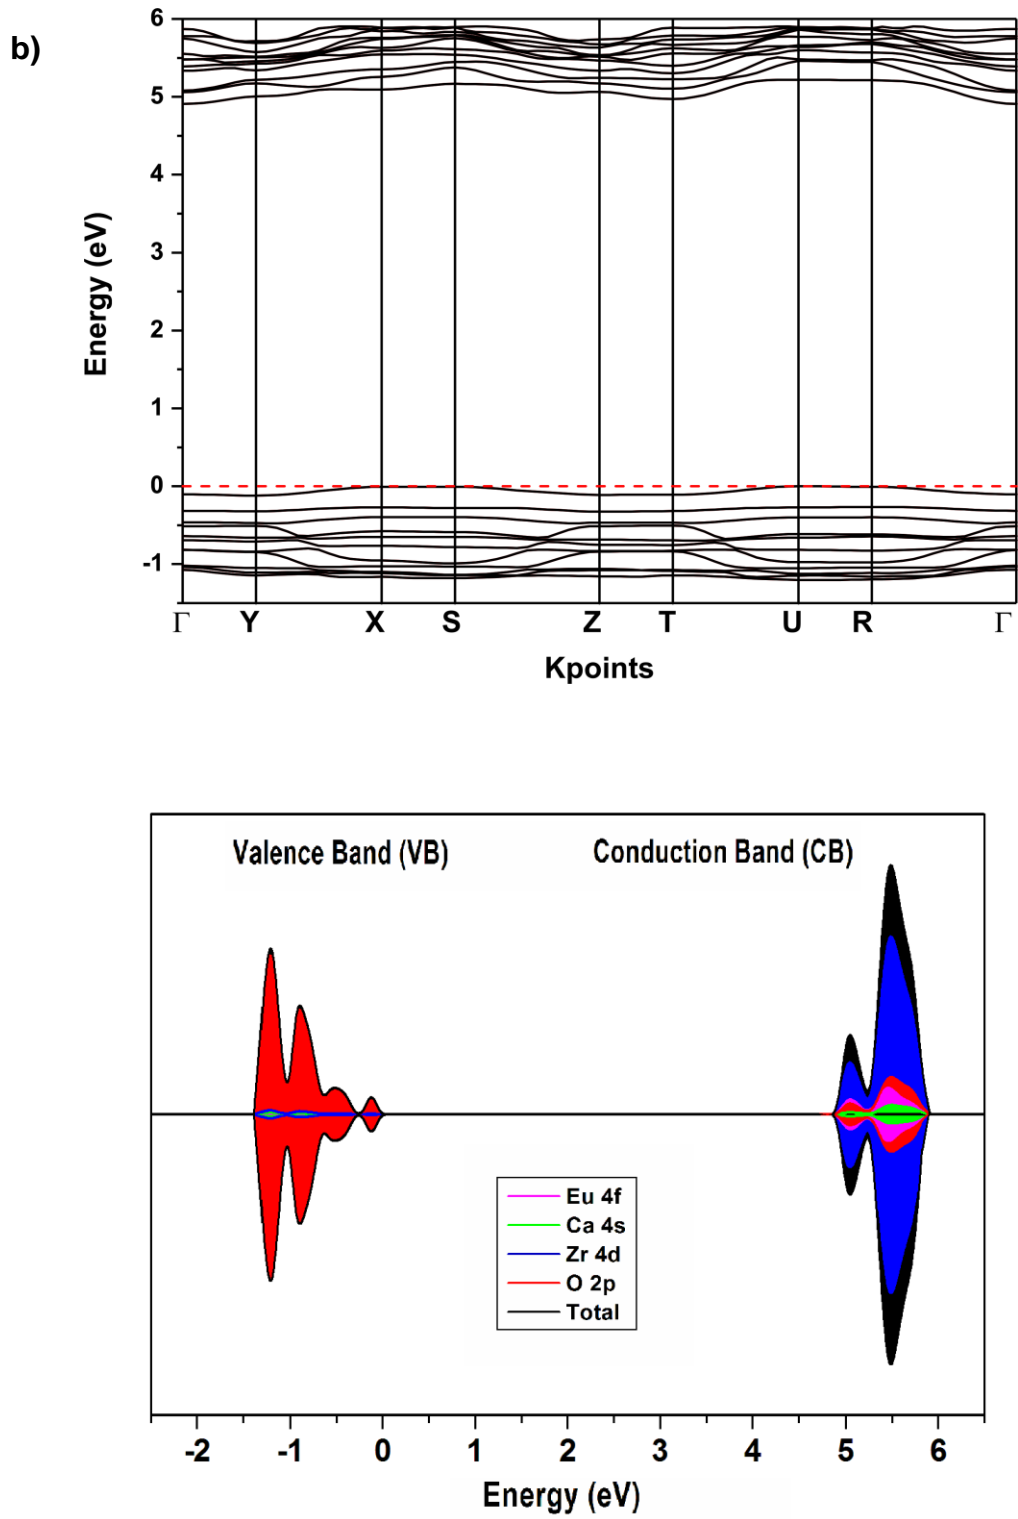 b)
6
5
4
3
2
1
0
-1
Energy (eV)
Γ Y X S Z T U R Γ
Kpoints
Valence Band (VB) Conduction Band (CB)
Eu 4f
Ca 4s
Zr 4d
O 2p
Total
-2 -1 0 1 2 3 4 5 6
Energy (eV)